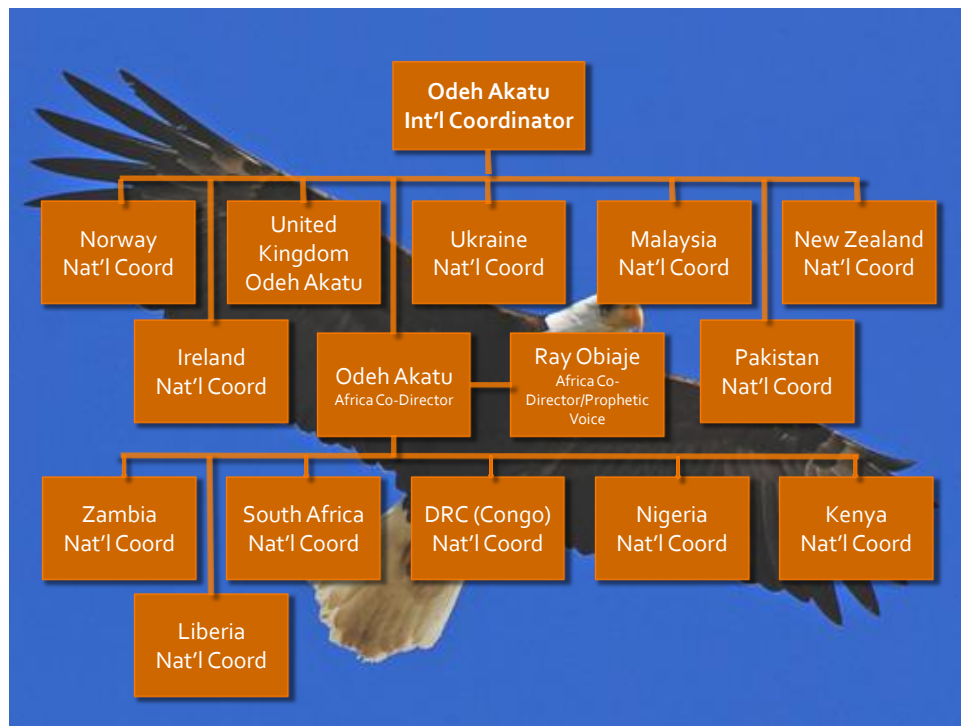 Odeh Akatu
Int'l Coordinator
Norway
Nat'l Coord
United
Kingdom
Odeh Akatu
Ukraine
Nat'l Coord
Malaysia
Nat'l Coord
New Zealand
Nat'l Coord
Ireland
Nat'l Coord
Odeh Akatu
Africa Co-Director
Ray Obiaje
Africa Co-
Director/Prophetic
Voice
Pakistan
Nat'l Coord
Zambia
Nat'l Coord
South Africa
Nat'l Coord
DRC (Congo)
Nat'l Coord
Nigeria
Nat'l Coord
Kenya
Nat'l Coord
Liberia
Nat'l Coord